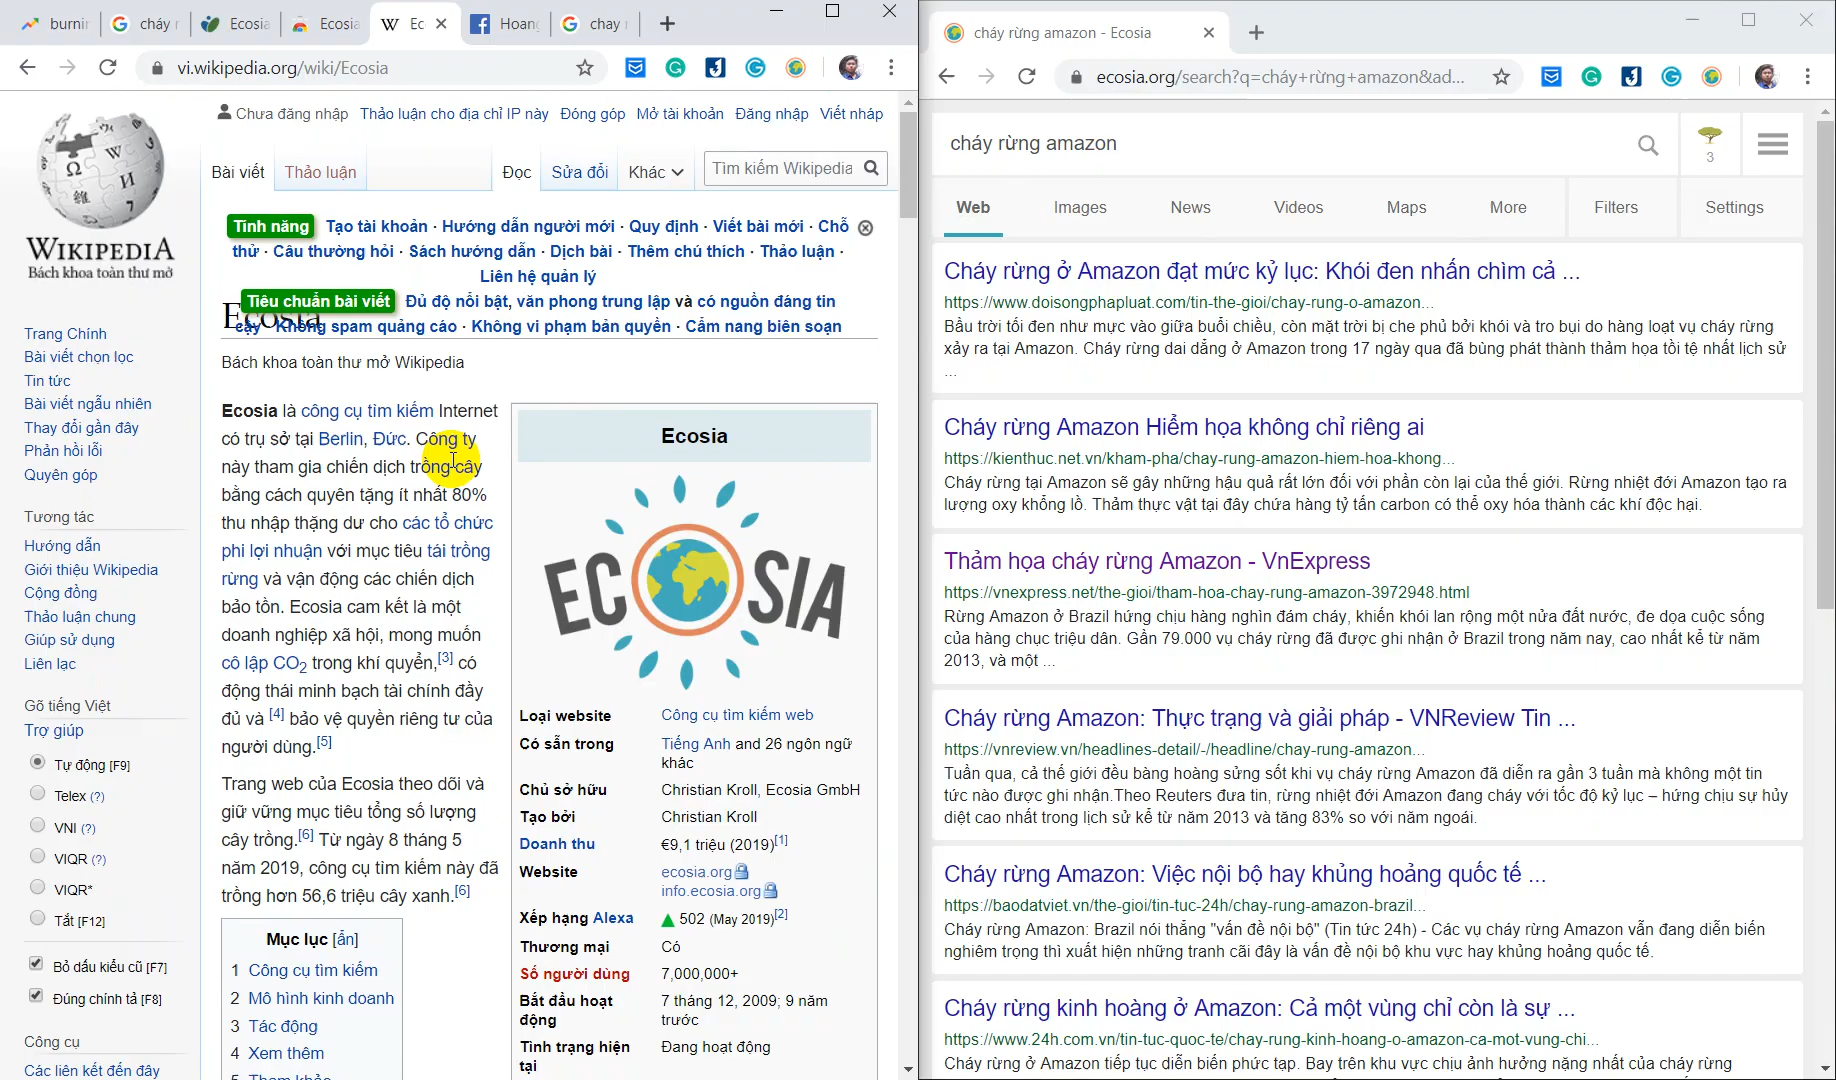 burnin
cháy r
Ecosia
Ecosia
W Ec
Hoang
chay r
vi.wikipedia.org/wiki/Ecosia
WIKIPEDIA
Bách khoa toàn thư mở
Trang Chính
Bài viết chọn lọc
Tin tức
Bài viết ngẫu nhiên
Thay đổi gần đây
Phản hồi lỗi
Quyên góp
Tương tác
Hướng dẫn
Giới thiệu Wikipedia
Cộng đồng
Thảo luận chung
Giúp sử dụng
Liên lạc
Gõ tiếng Việt
Trợ giúp
Tự động [F9]
Telex (?)
VNI (?)
VIQR (?)
VIQR*
Tắt [F12]
Bỏ dấu kiểu cũ [F7]
Đúng chính tả [F8]
Công cụ
Các liên kết đến đây
Chưa đăng nhập Thảo luận cho địa chỉ IP này Đóng góp Mở tài khoản Đăng nhập Viết nháp
Bài viết Thảo luận Đọc Sửa đổi Khác Tìm kiếm Wikipedia
Tính năng Tạo tài khoản · Hướng dẫn người mới · Quy định · Viết bài mới · Chỗ
thử · Câu thường hỏi · Sách hướng dẫn · Dịch bài · Thêm chú thích · Thảo luận ·
Liên hệ quản lý
Tiêu chuẩn bài viết Đủ độ nổi bật, văn phong trung lập và có nguồn đáng tin
cậy · Không spam quảng cáo · Không vi phạm bản quyền · Cẩm nang biên soạn
Ecosia
Bách khoa toàn thư mở Wikipedia
Ecosia là công cụ tìm kiếm Internet
có trụ sở tại Berlin, Đức. Công ty
này tham gia chiến dịch trồng cây
bằng cách quyên tặng ít nhất 80%
thu nhập thặng dư cho các tổ chức
phi lợi nhuận với mục tiêu tái trồng
rừng và vận động các chiến dịch
bảo tồn. Ecosia cam kết là một
doanh nghiệp xã hội, mong muốn
cô lập CO2 trong khí quyển,[3] có
động thái minh bạch tài chính đầy
đủ và [4] bảo vệ quyền riêng tư của
người dùng.[5]
Trang web của Ecosia theo dõi và
giữ vững mục tiêu tổng số lượng
cây trồng.[6] Từ ngày 8 tháng 5
năm 2019, công cụ tìm kiếm này đã
trồng hơn 56,6 triệu cây xanh.[6]
Mục lục [ẩn]
1 Công cụ tìm kiếm
2 Mô hình kinh doanh
3 Tác động
4 Xem thêm
5 Tham khảo
Ecosia
ECOSIA
Loại website Công cụ tìm kiếm web
Có sẵn trong Tiếng Anh and 26 ngôn ngữ
khác
Chủ sở hữu Christian Kroll, Ecosia GmbH
Tạo bởi Christian Kroll
Doanh thu €9,1 triệu (2019)[1]
Website ecosia.org
info.ecosia.org
Xếp hạng Alexa ▲ 502 (May 2019)[2]
Thương mại Có
Số người dùng 7,000,000+
Bắt đầu hoạt động 7 tháng 12, 2009; 9 năm
trước
Tình trạng hiện tại Đang hoạt động
cháy rừng amazon - Ecosia
ecosia.org/search?q=cháy+rừng+amazon&ad...
cháy rừng amazon
3
Web Images News Videos Maps More Filters Settings
Cháy rừng ở Amazon đạt mức kỷ lục: Khói đen nhấn chìm cả ...
https://www.doisongphapluat.com/tin-the-gioi/chay-rung-o-amazon...
Bầu trời tối đen như mực vào giữa buổi chiều, còn mặt trời bị che phủ bởi khói và tro bụi do hàng loạt vụ cháy rừng
xảy ra tại Amazon. Cháy rừng dai dẳng ở Amazon trong 17 ngày qua đã bùng phát thành thảm họa tồi tệ nhất lịch sử
...
Cháy rừng Amazon Hiểm họa không chỉ riêng ai
https://kienthuc.net.vn/kham-pha/chay-rung-amazon-hiem-hoa-khong...
Cháy rừng tại Amazon sẽ gây những hậu quả rất lớn đối với phần còn lại của thế giới. Rừng nhiệt đới Amazon tạo ra
lượng oxy khổng lồ. Thảm thực vật tại đây chứa hàng tỷ tấn carbon có thể oxy hóa thành các khí độc hại.
Thảm họa cháy rừng Amazon - VnExpress
https://vnexpress.net/the-gioi/tham-hoa-chay-rung-amazon-3972948.html
Rừng Amazon ở Brazil hứng chịu hàng nghìn đám cháy, khiến khói lan rộng một nửa đất nước, đe dọa cuộc sống
của hàng chục triệu dân. Gần 79.000 vụ cháy rừng đã được ghi nhận ở Brazil trong năm nay, cao nhất kể từ năm
2013, và một ...
Cháy rừng Amazon: Thực trạng và giải pháp - VNReview Tin ...
https://vnreview.vn/headlines-detail/-/headline/chay-rung-amazon...
Tuần qua, cả thế giới đều bàng hoàng sửng sốt khi vụ cháy rừng Amazon đã diễn ra gần 3 tuần mà không một tin
tức nào được ghi nhận.Theo Reuters đưa tin, rừng nhiệt đới Amazon đang cháy với tốc độ kỷ lục – hứng chịu sự hủy
diệt cao nhất trong lịch sử kể từ năm 2013 và tăng 83% so với năm ngoái.
Cháy rừng Amazon: Việc nội bộ hay khủng hoảng quốc tế ...
https://baodatviet.vn/the-gioi/tin-tuc-24h/chay-rung-amazon-brazil...
Cháy rừng Amazon: Brazil nói thẳng "vấn đề nội bộ" (Tin tức 24h) - Các vụ cháy rừng Amazon vẫn đang diễn biến
nghiêm trọng thì xuất hiện những tranh cãi đây là vấn đề nội bộ khu vực hay khủng hoảng quốc tế.
Cháy rừng kinh hoàng ở Amazon: Cả một vùng chỉ còn là sự ...
https://www.24h.com.vn/tin-tuc-quoc-te/chay-rung-kinh-hoang-o-amazon-ca-mot-vung-chi...
Cháy rừng ở Amazon tiếp tục diễn biến phức tạp. Bay trên khu vực chịu ảnh hưởng nặng nhất của cháy rừng